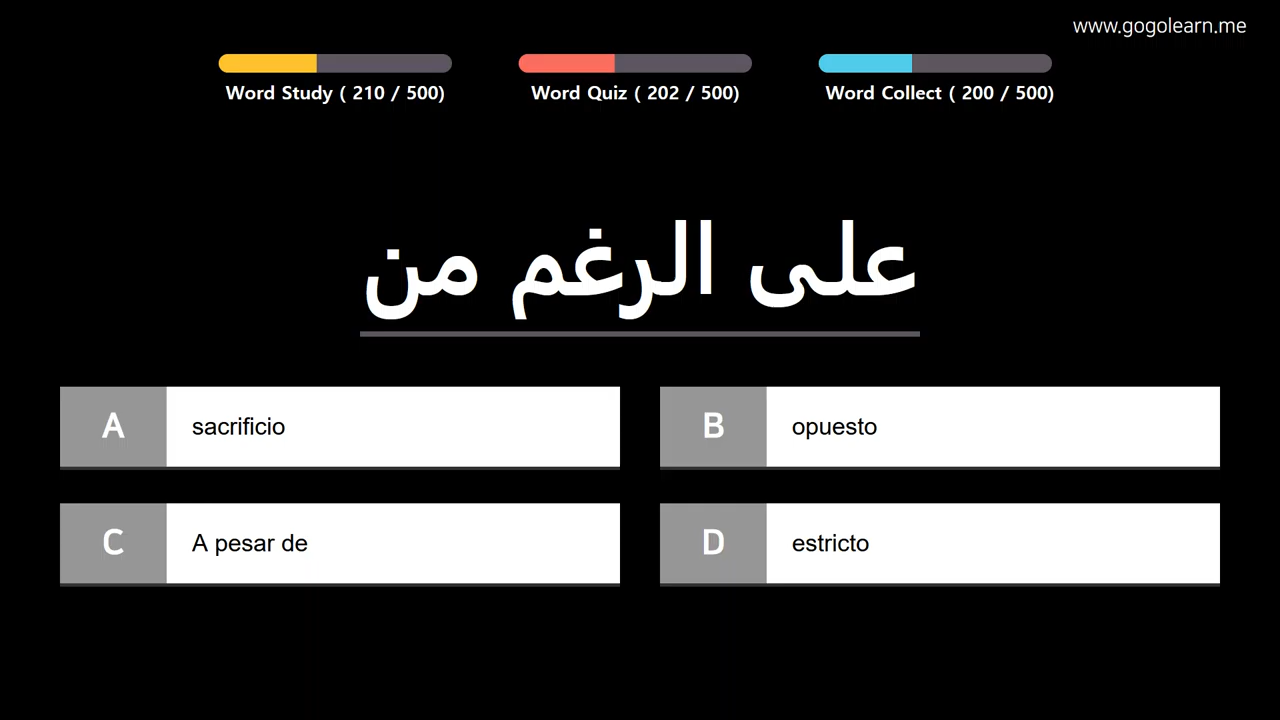 www.gogolearn.me
Word Study ( 210 / 500)
Word Quiz ( 202 / 500)
Word Collect ( 200 / 500)
على الرغم من
A sacrificio
B opuesto
C A pesar de
D estricto